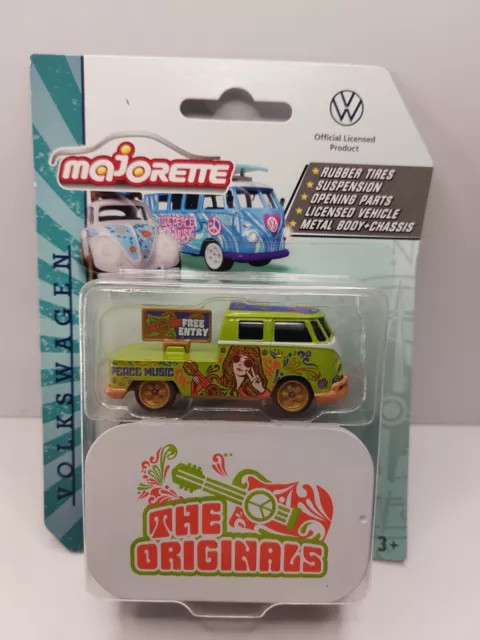 Official Licensed
Product
MAJORETTE
★ RUBBER TIRES
★ SUSPENSION
★ OPENING PARTS
★ LICENSED VEHICLE
★ METAL BODY+CHASSIS
VOLKSWAGEN
FREE
ENTRY
PEACE MUSIC
THE
ORIGINALS
3+